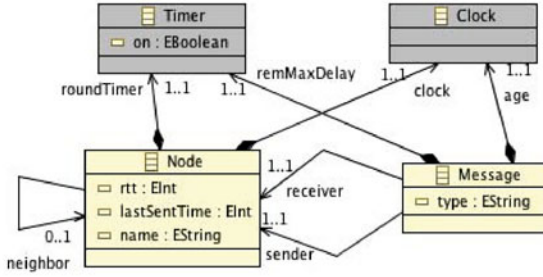 Timer
on : EBoolean
Clock
roundTimer
1..1
1..1
remMaxDelay
1..1
clock
1..1
age
Node
rtt : EInt
lastSentTime : EInt
name : EString
1..1
receiver
1..1
sender
Message
type : EString
0..1
neighbor